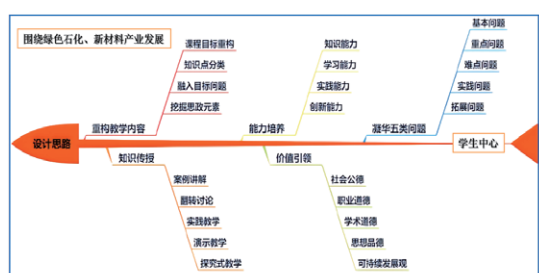 围绕绿色石化、新材料产业发展
基本问题
重点问题
难点问题
实践问题
拓展问题
课程目标重构
知识点分类
融入目标问题
挖掘思政元素
知识能力
学习能力
实践能力
创新能力
重构教学内容
能力培养
凝华五类问题
设计思路
学生中心
知识传授
价值引领
案例讲解
翻转讨论
实践教学
演示教学
探究式教学
社会公德
职业道德
学术道德
思想品德
可持续发展观